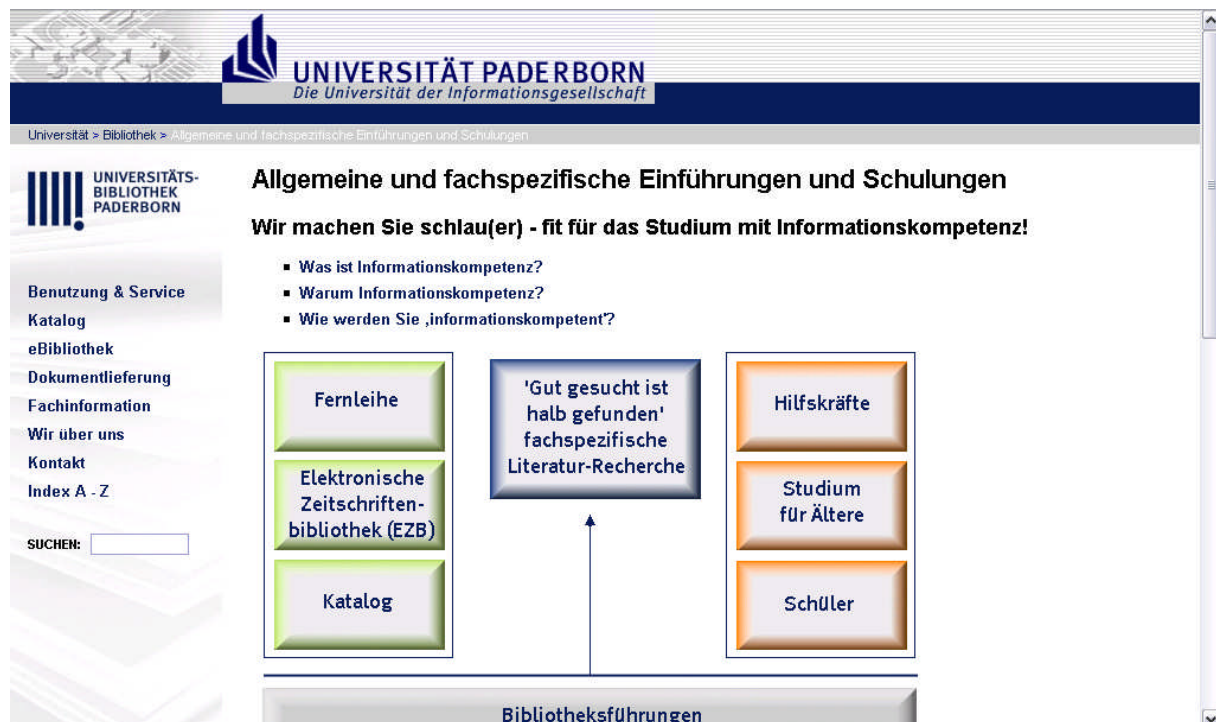 UNIVERSITÄT PADERBORN
Die Universität der Informationsgesellschaft
Universität > Bibliothek > Allgemeine und fachspezifische Einführungen und Schulungen
UNIVERSITÄTS-
BIBLIOTHEK
PADERBORN
Benutzung & Service
Katalog
eBibliothek
Dokumentlieferung
Fachinformation
Wir über uns
Kontakt
Index A - Z
SUCHEN:
Allgemeine und fachspezifische Einführungen und Schulungen
Wir machen Sie schlau(er) - fit für das Studium mit Informationskompetenz!
Was ist Informationskompetenz?
Warum Informationskompetenz?
Wie werden Sie ‚informationskompetent'?
Fernleihe
Elektronische
Zeitschriften-
bibliothek (EZB)
Katalog
'Gut gesucht ist
halb gefunden'
fachspezifische
Literatur-Recherche
Hilfskräfte
Studium
für Ältere
Schüler
Bibliotheksführungen